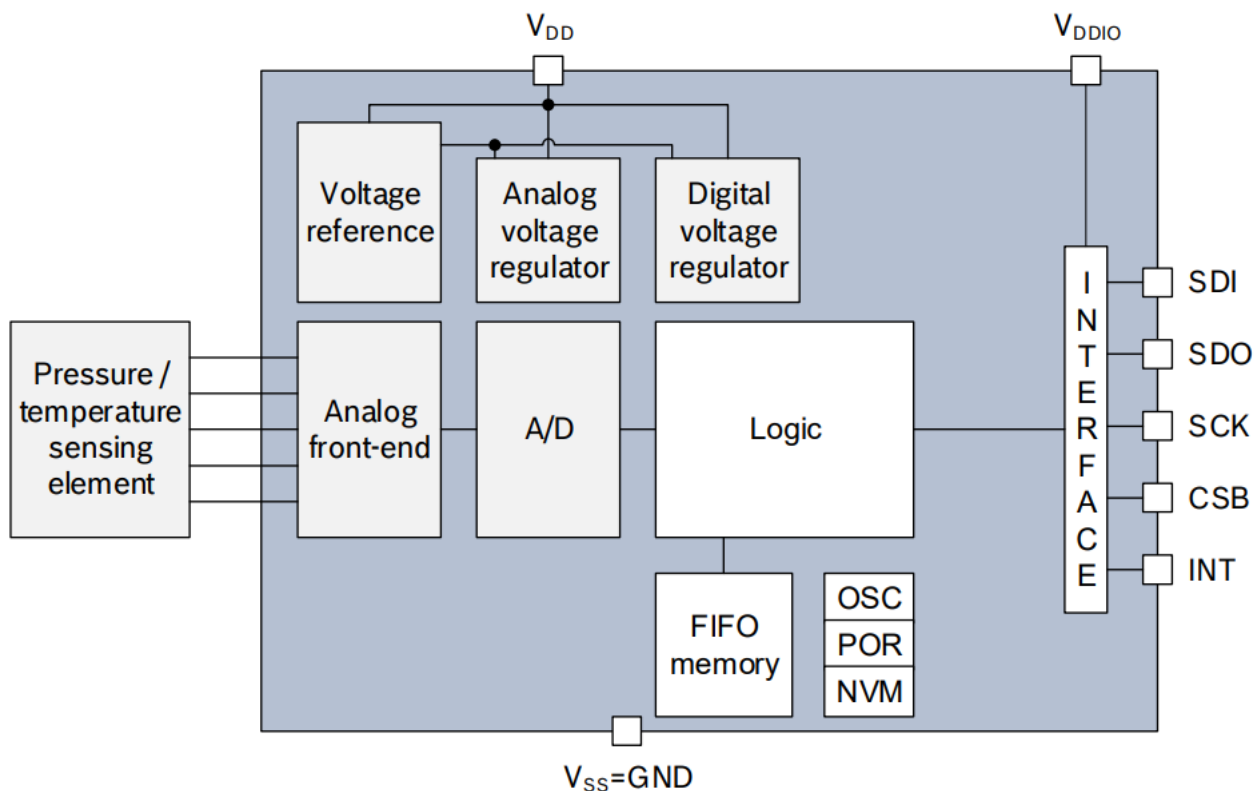 VDD
VDDIO
Voltage
reference
Analog
voltage
regulator
Digital
voltage
regulator
Pressure /
temperature
sensing
element
Analog
front-end
A/D
Logic
INTERFACE
SDI
SDO
SCK
CSB
INT
FIFO
memory
OSC
POR
NVM
VSS=GND